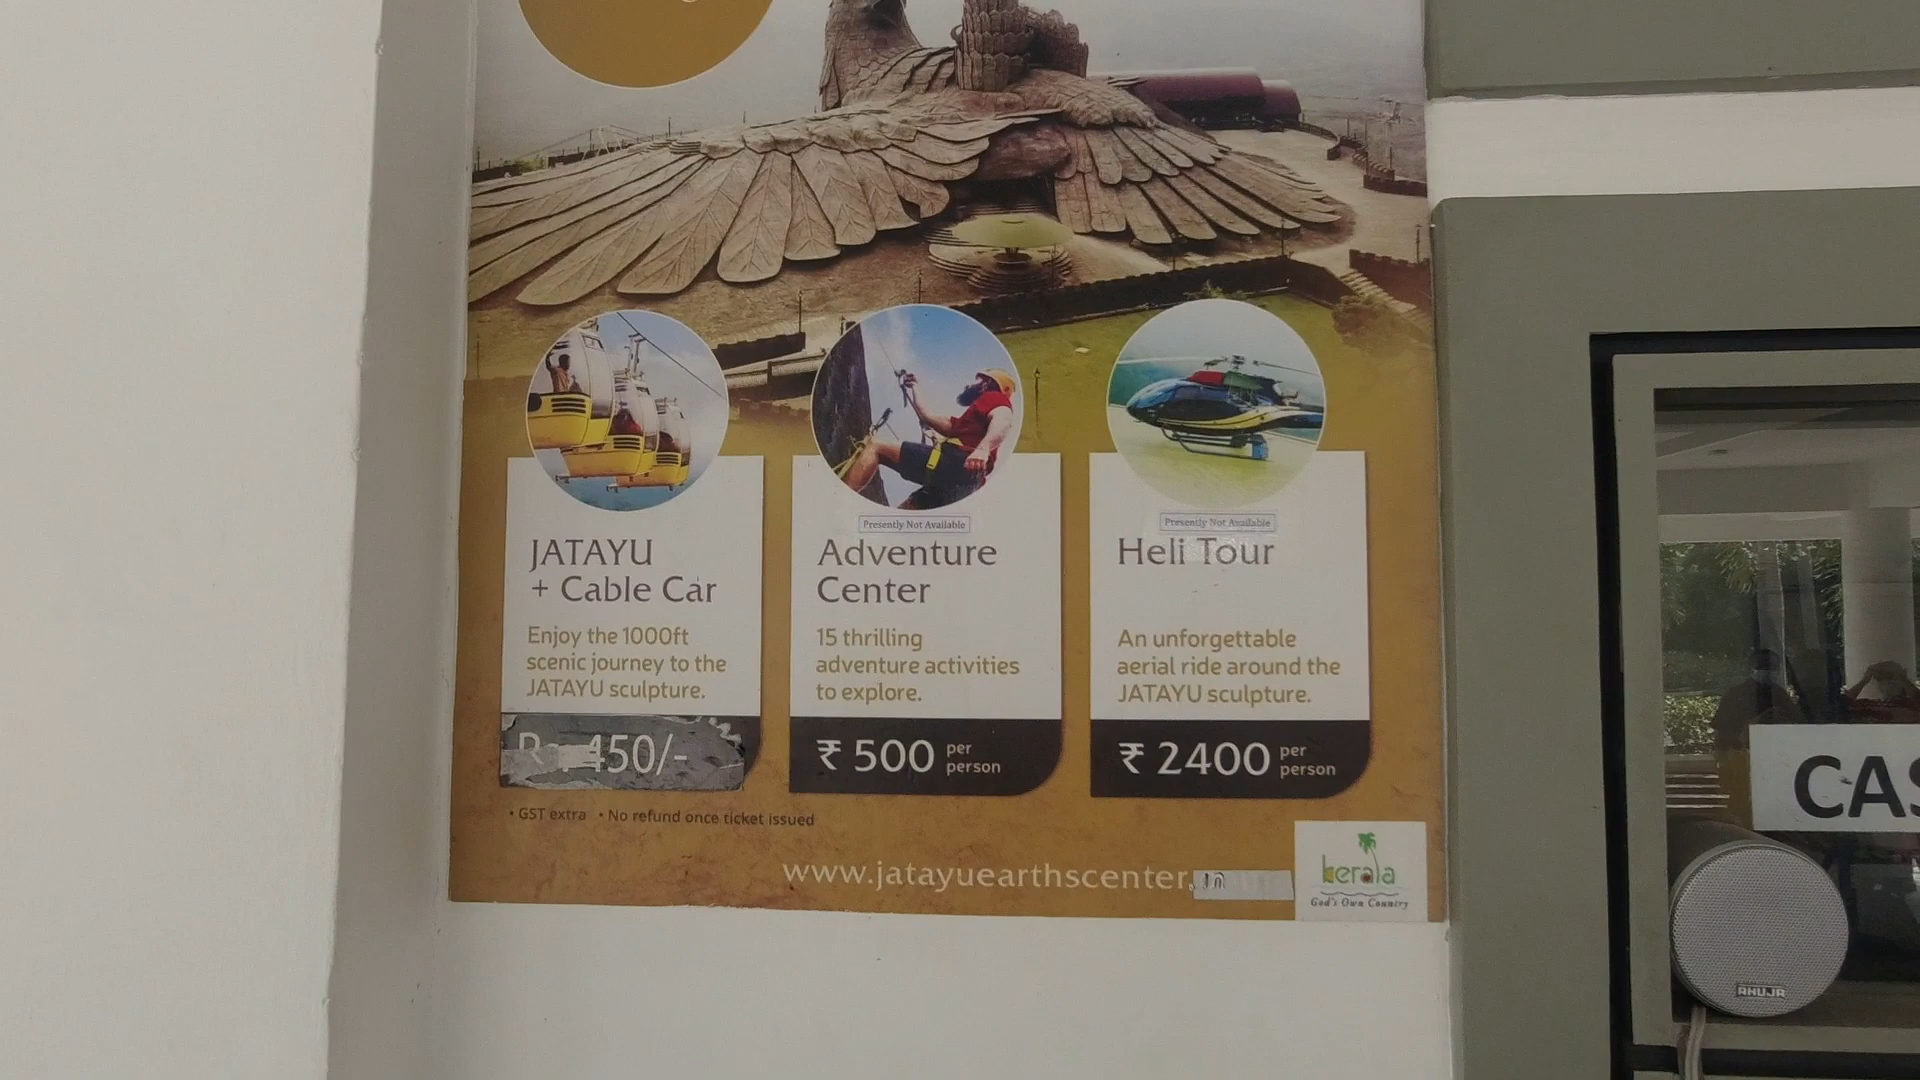 JATAYU
+ Cable Car
Enjoy the 1000ft
scenic journey to the
JATAYU sculpture.
450/-
Presently Not Available
Adventure
Center
15 thrilling
adventure activities
to explore.
₹ 500 per person
Presently Not Available
Heli Tour
An unforgettable
aerial ride around the
JATAYU sculpture.
₹ 2400 per person
• GST extra • No refund once ticket issued
www.jatayuearthscenter.in
kerala
God's Own Country
CAS
AHUJA